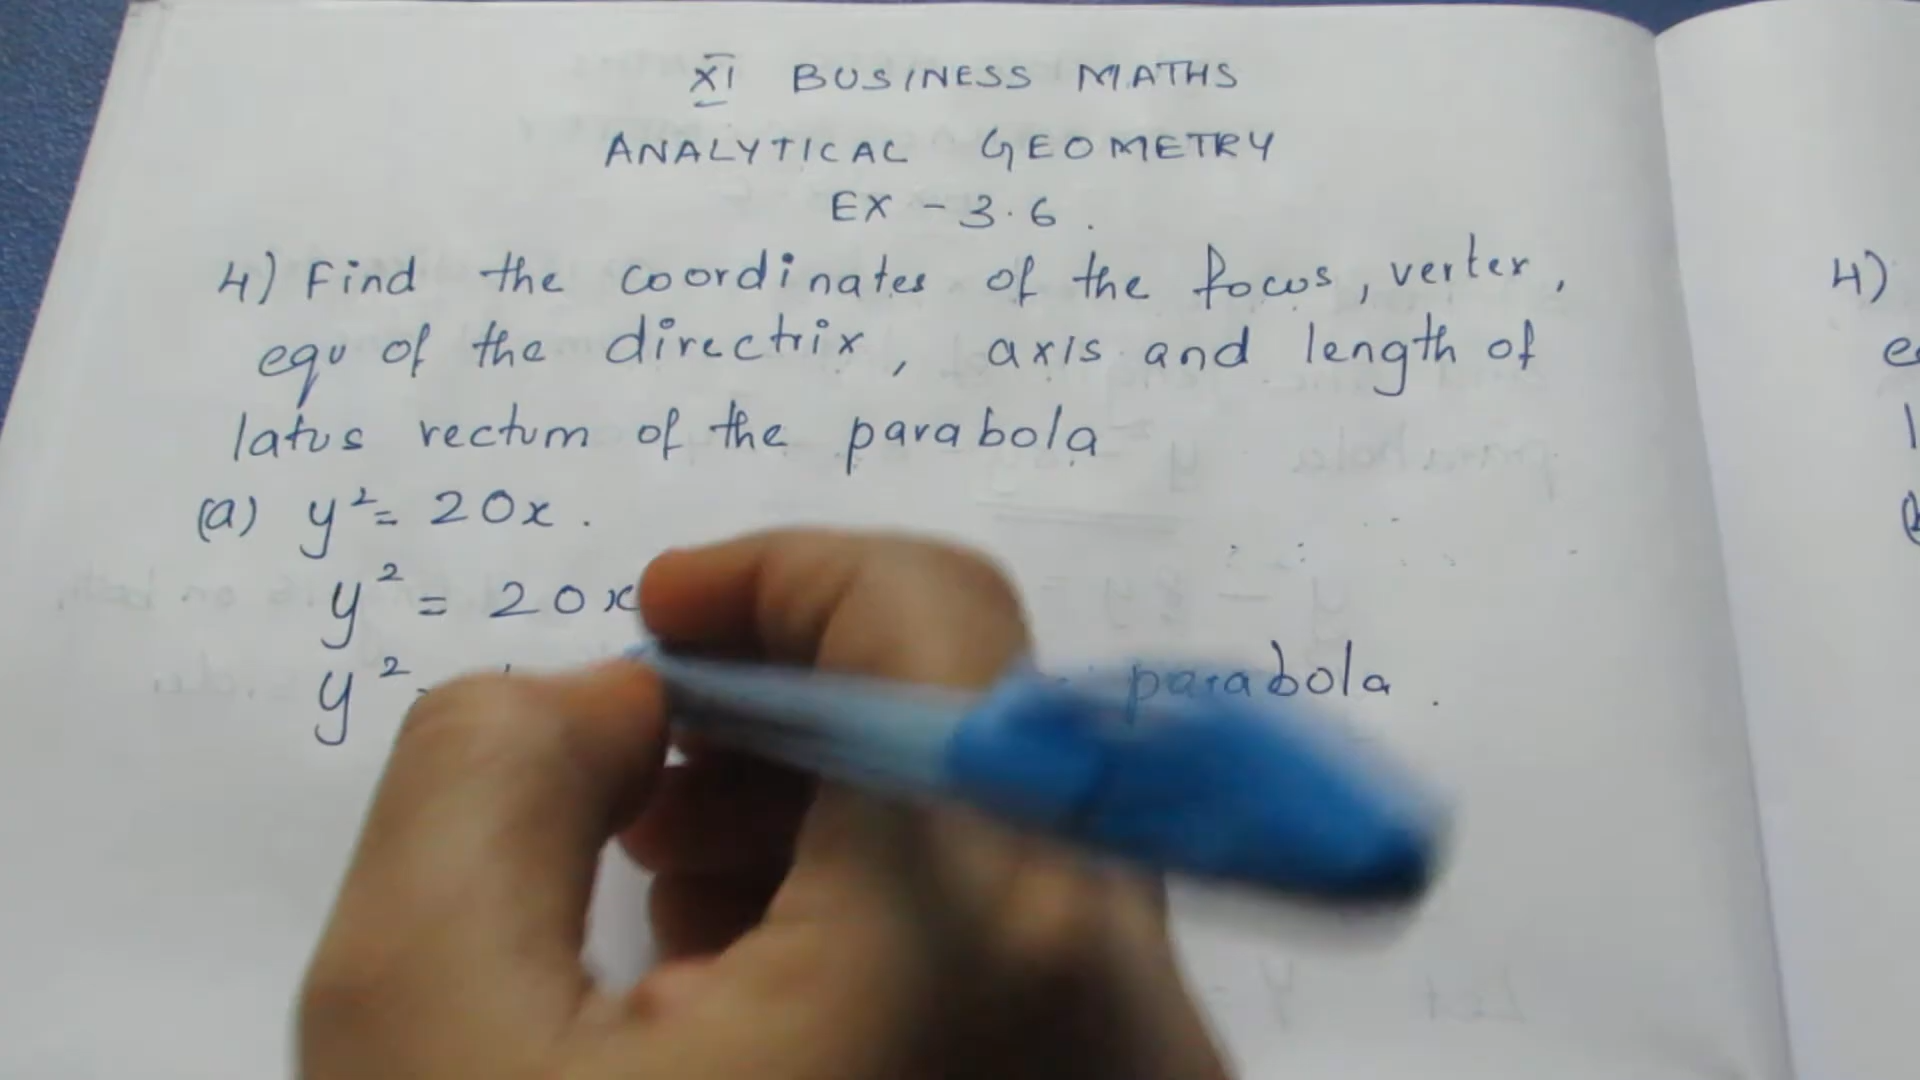 XI BUSINESS MATHS
ANALYTICAL GEOMETRY
EX - 3.6.
4) Find the coordinates of the focus, vertex,
equ of the directrix, axis and length of
latus rectum of the parabola
(a) y² = 20x.
y² = 20x
y² = parabola.
4)